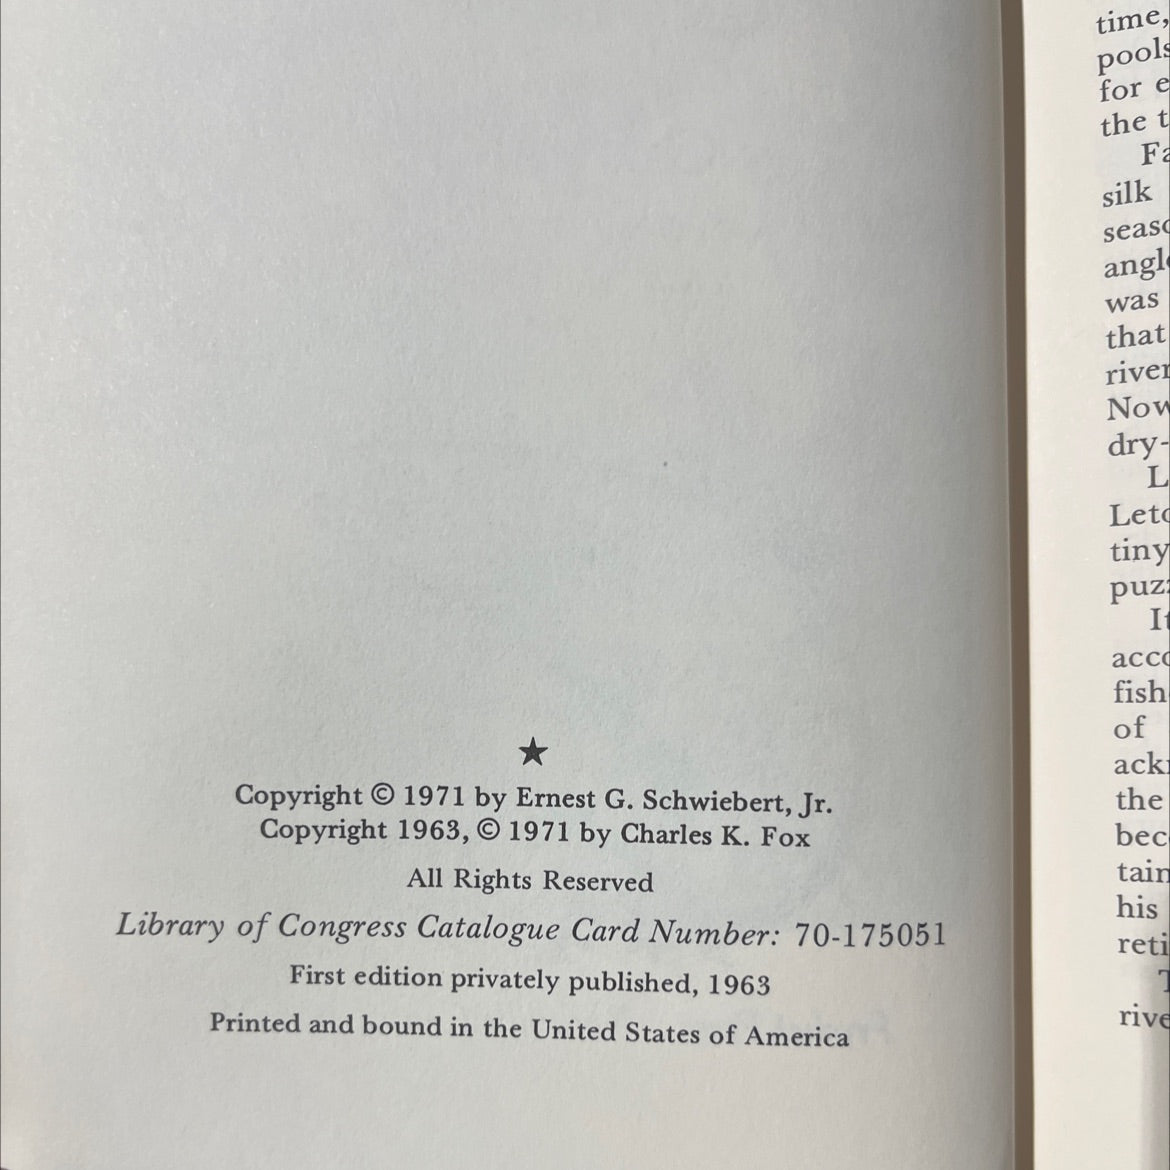 Copyright © 1971 by Ernest G. Schwiebert, Jr.
Copyright 1963, © 1971 by Charles K. Fox
All Rights Reserved
Library of Congress Catalogue Card Number: 70-175051
First edition privately published, 1963
Printed and bound in the United States of America
time,
pools
for
the
silk
was
that
Now
dry-
tiny
fish
of
the
his